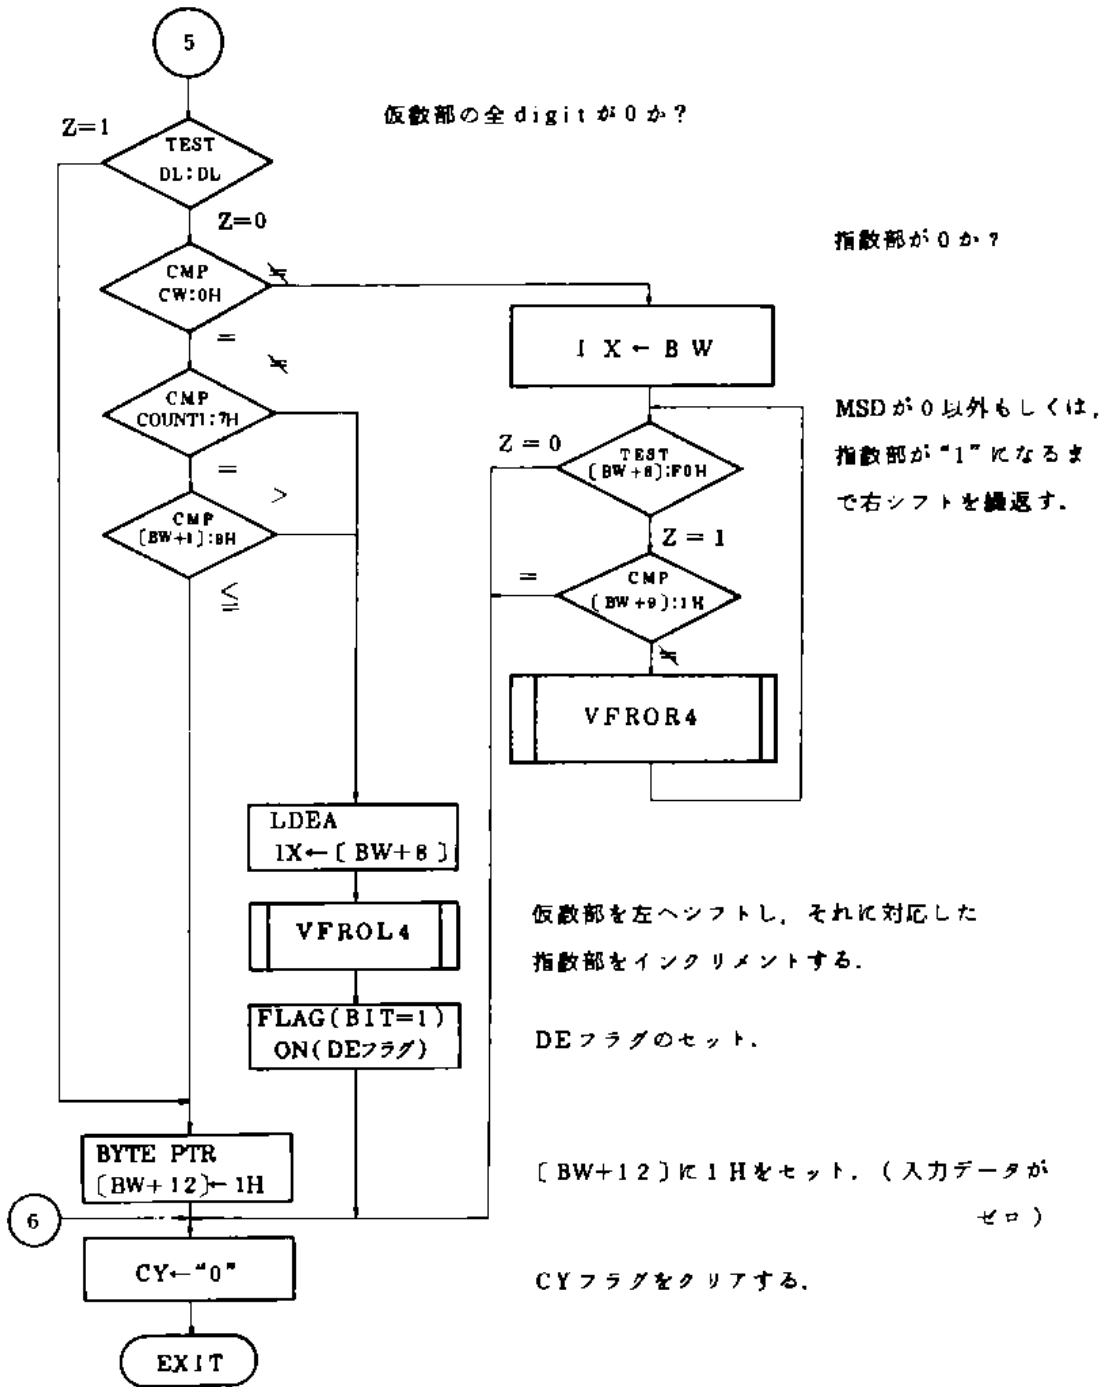 5
仮数部の全digitが0か?
Z=1
TEST
DL:DL
Z=0
指数部が0か?
CMP
CW:0H
≠
=
IX←BW
≠
CMP
COUNT1:7H
=
MSDが0以外もしくは,
指数部が"1"になるま
で右シフトを繰返す.
Z=0
TEST
Z=1
>
CMP
≦
=
CMP
(BW+9):1H
≠
VFROR4
LDEA
IX←(BW+8)
VFROL4
仮数部を左へシフトし, それに対応した
指数部をインクリメントする.
FLAG(BIT=1)
ON(DEフラグ)
DEフラグのセット.
BYTE PTR
(BW+12)←1H
(BW+12)に1Hをセット. (入力データが
ゼロ)
6
CY←"0"
CYフラグをクリアする.
EXIT